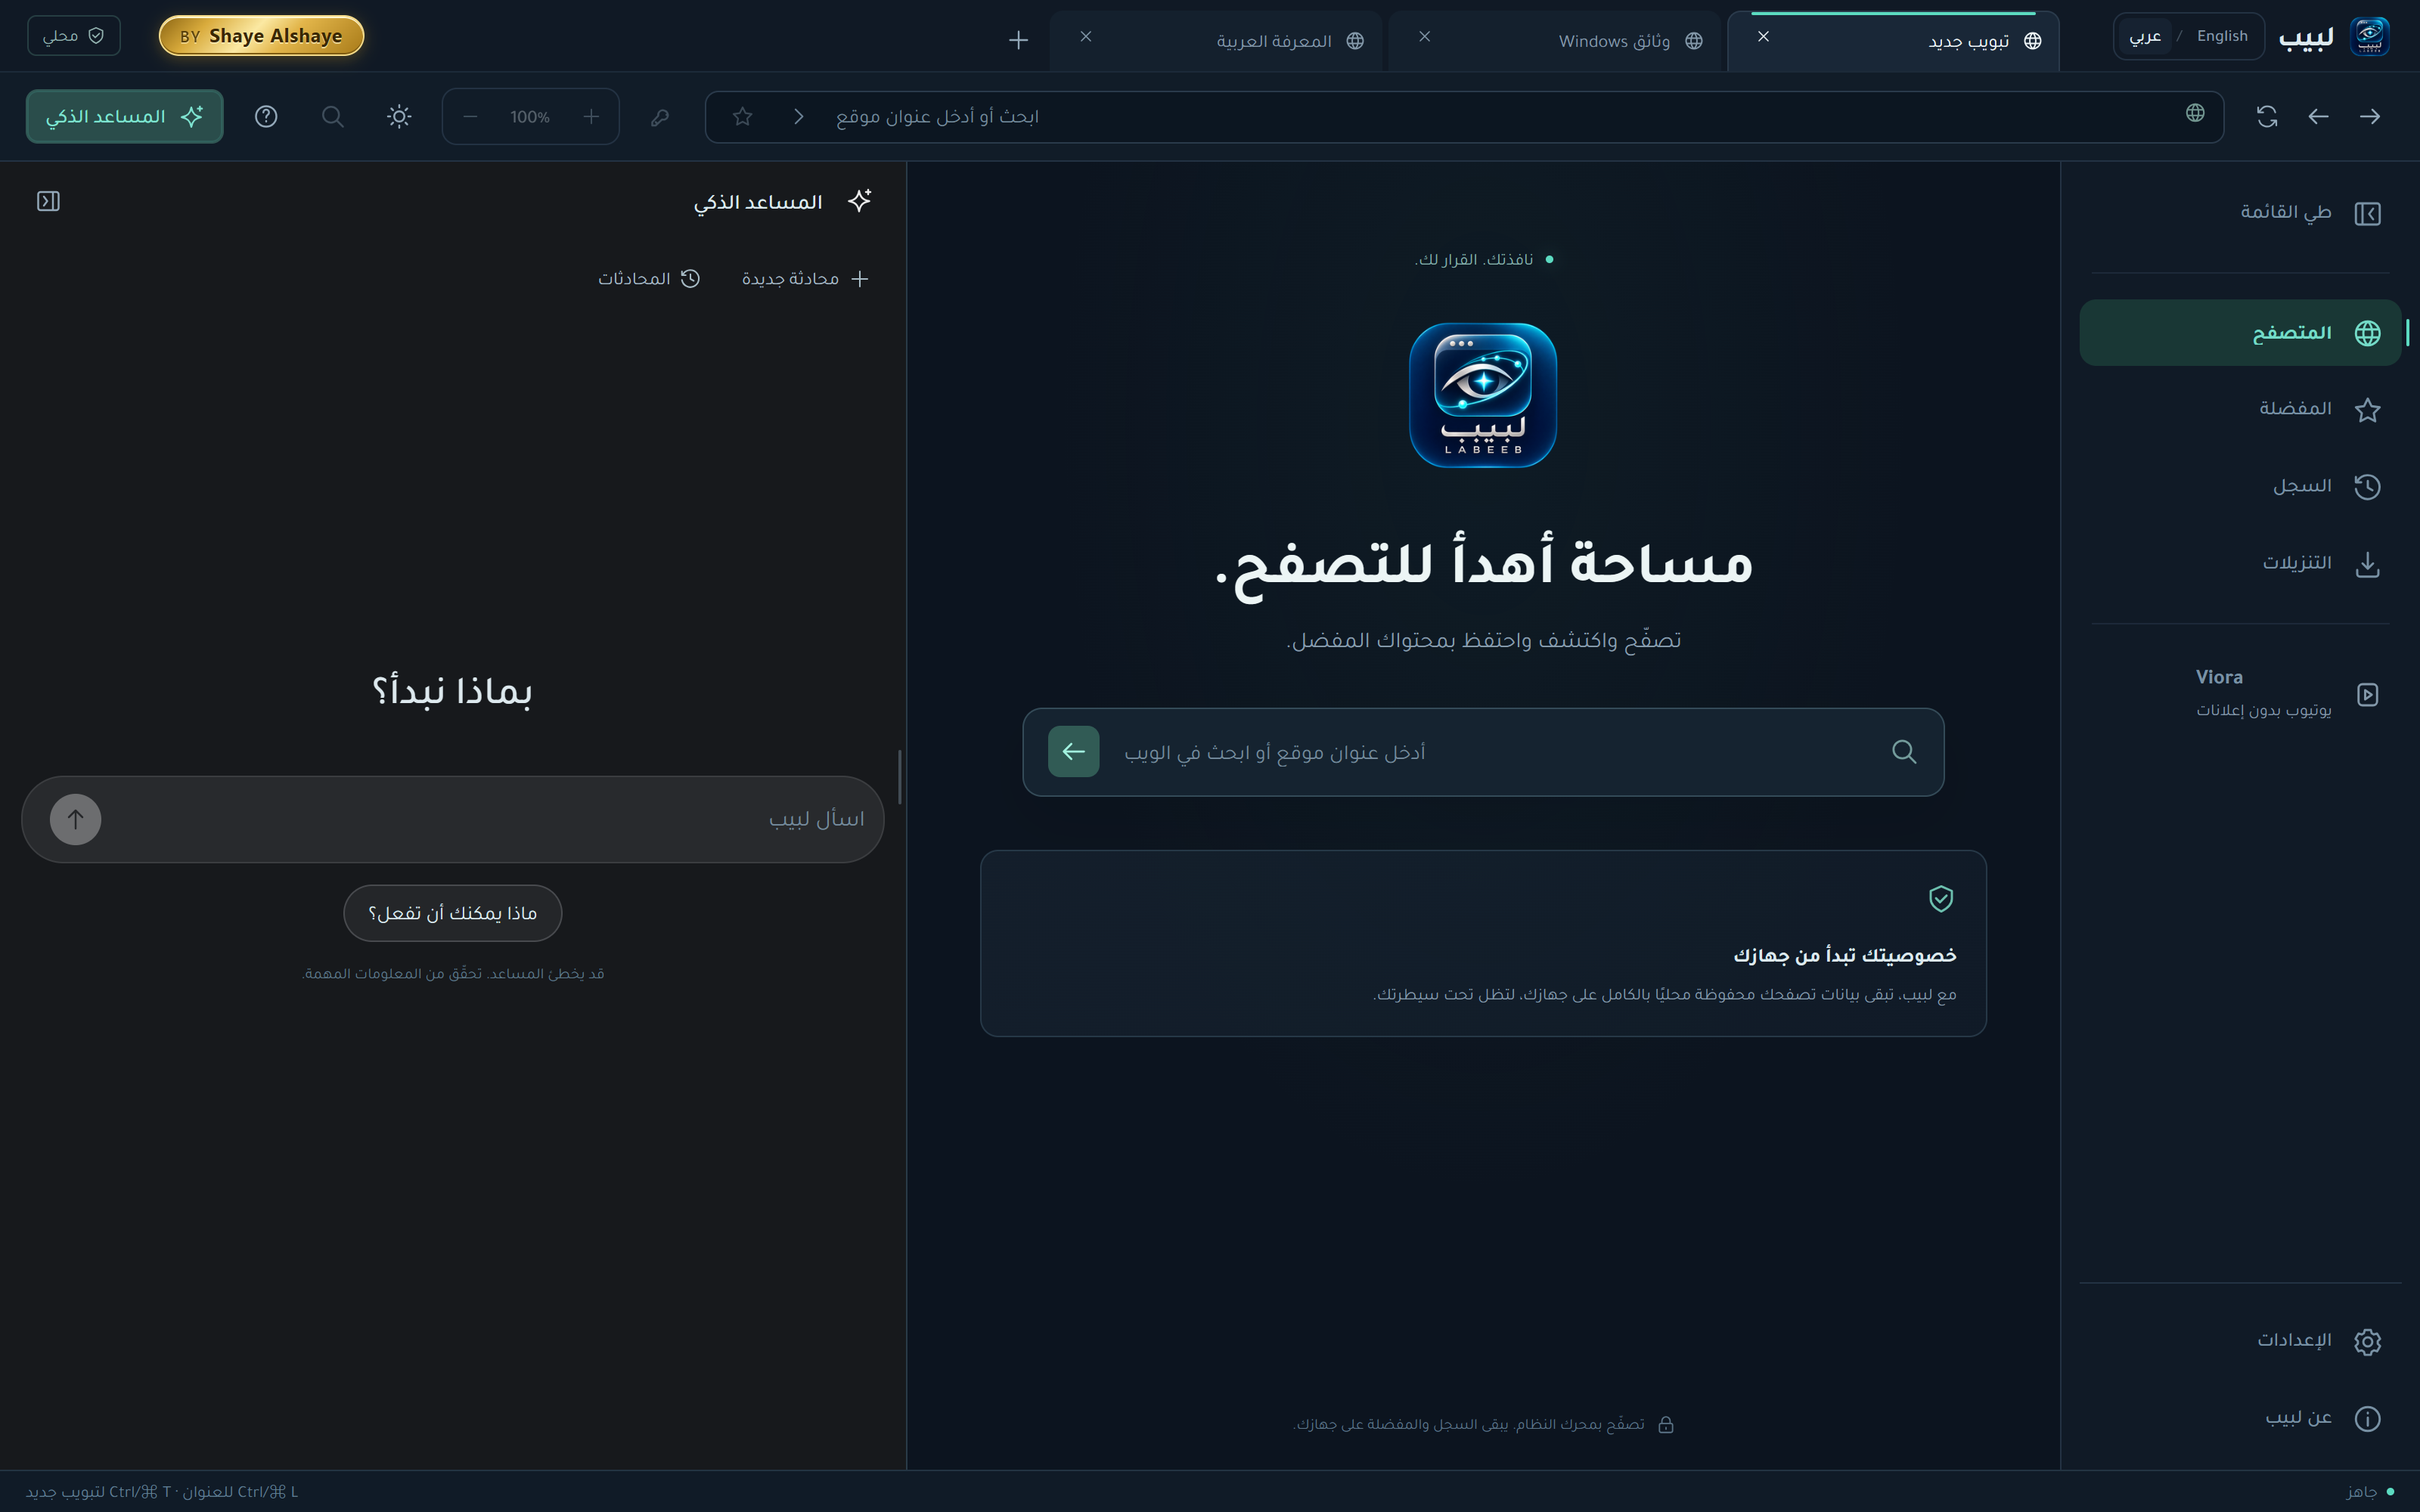 لبيب
English / عربي
تبويب جديد
وثائق Windows
المعرفة العربية
BY Shaye Alshaye
محلي
ابحث أو أدخل عنوان موقع
100%
المساعد الذكي
طي القائمة
المتصفح
المفضلة
السجل
التنزيلات
Viora
يوتيوب بدون إعلانات
الإعدادات
عن لبيب
نافذتك. القرار لك.
لبيب
LABEEB
مساحة أهدأ للتصفح.
تصفّح واكتشف واحتفظ بمحتواك المفضل.
أدخل عنوان موقع أو ابحث في الويب
خصوصيتك تبدأ من جهازك
مع لبيب، تبقى بيانات تصفحك محفوظة محليًا بالكامل على جهازك، لتظل تحت سيطرتك.
تصفّح بمحرك النظام. يبقى السجل والمفضلة على جهازك.
المساعد الذكي
محادثة جديدة
المحادثات
بماذا نبدأ؟
اسأل لبيب
ماذا يمكنك أن تفعل؟
قد يخطئ المساعد. تحقّق من المعلومات المهمة.
جاهز
Ctrl/⌘ L للعنوان · Ctrl/⌘ T لتبويب جديد